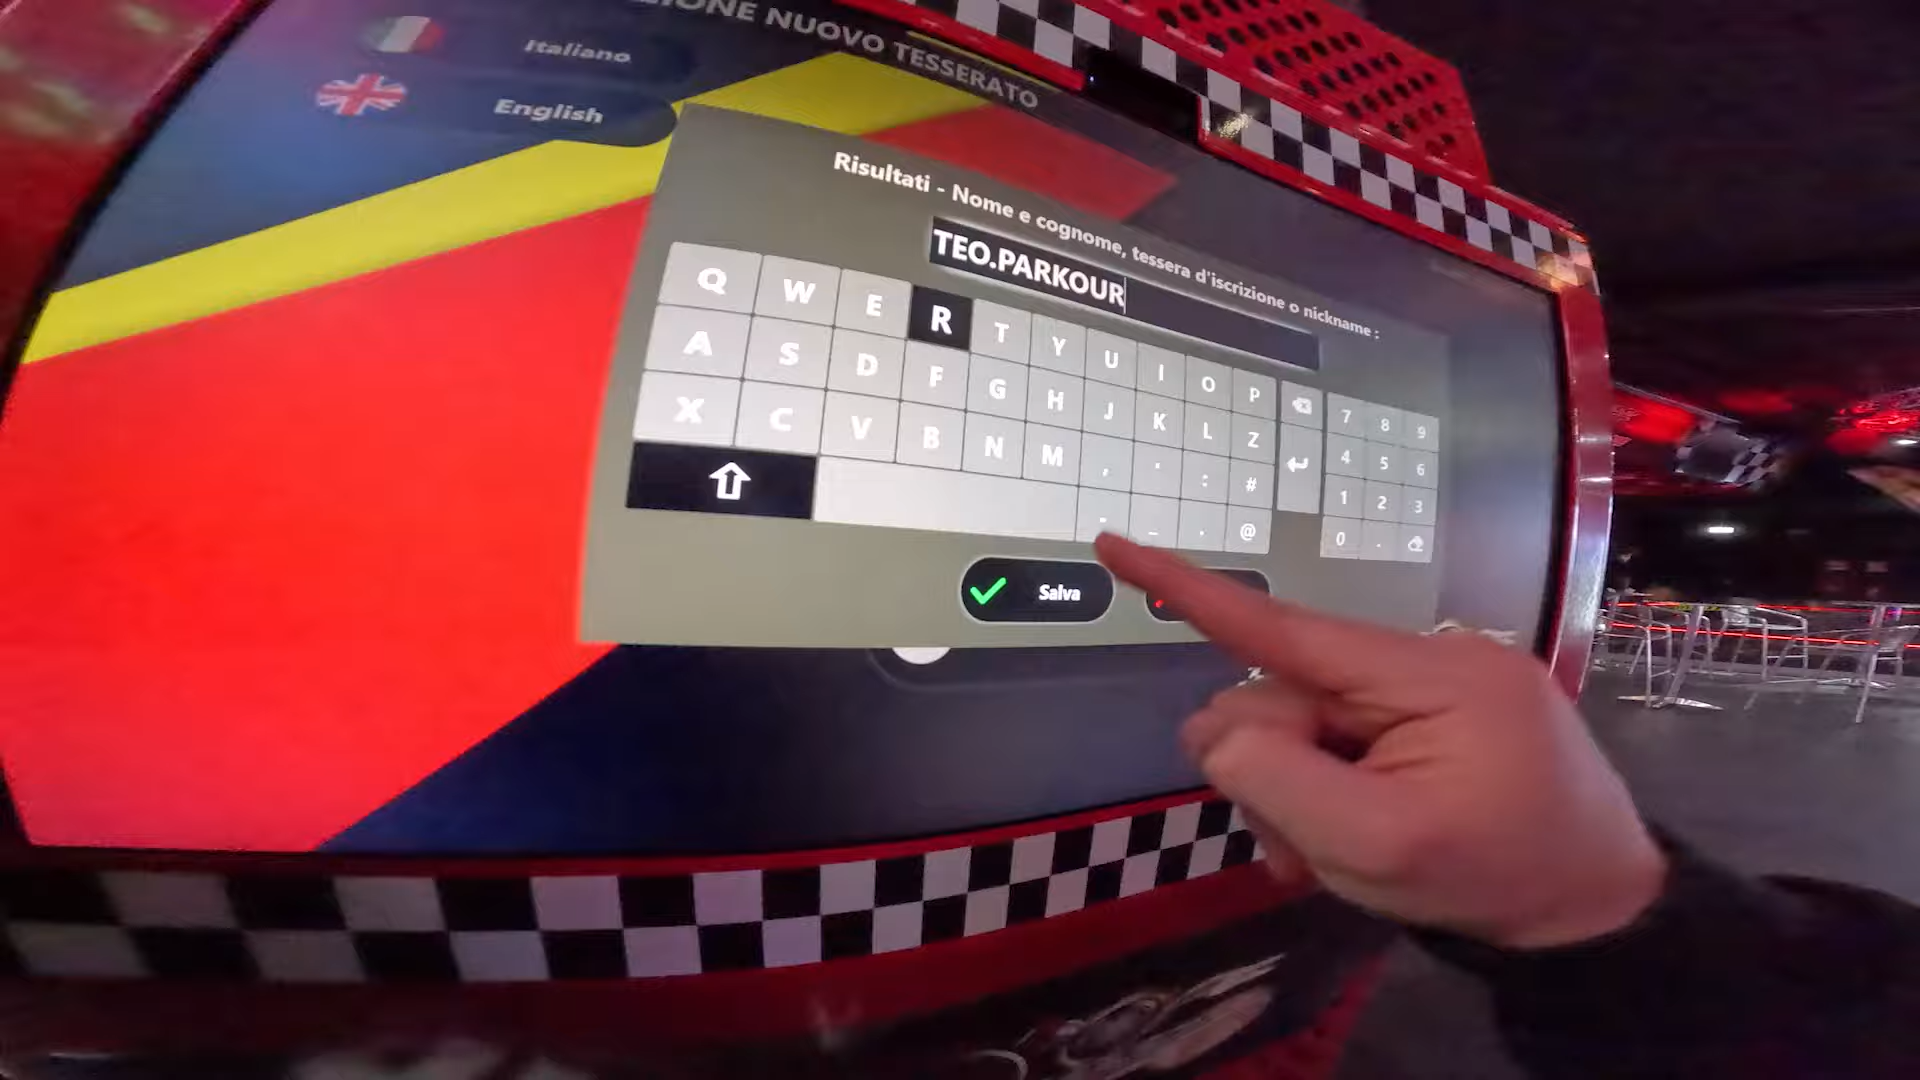 ZIONE NUOVO TESSERATO
Italiano
English
Risultati - Nome e cognome, tessera d'iscrizione o nickname :
TEO.PARKOUR
Q W E R T Y U I O P 7 8 9
A S D F G H J K L Z 4 5 6
X C V B N M , ' : # 1 2 3
- _ . @ 0 .
Salva